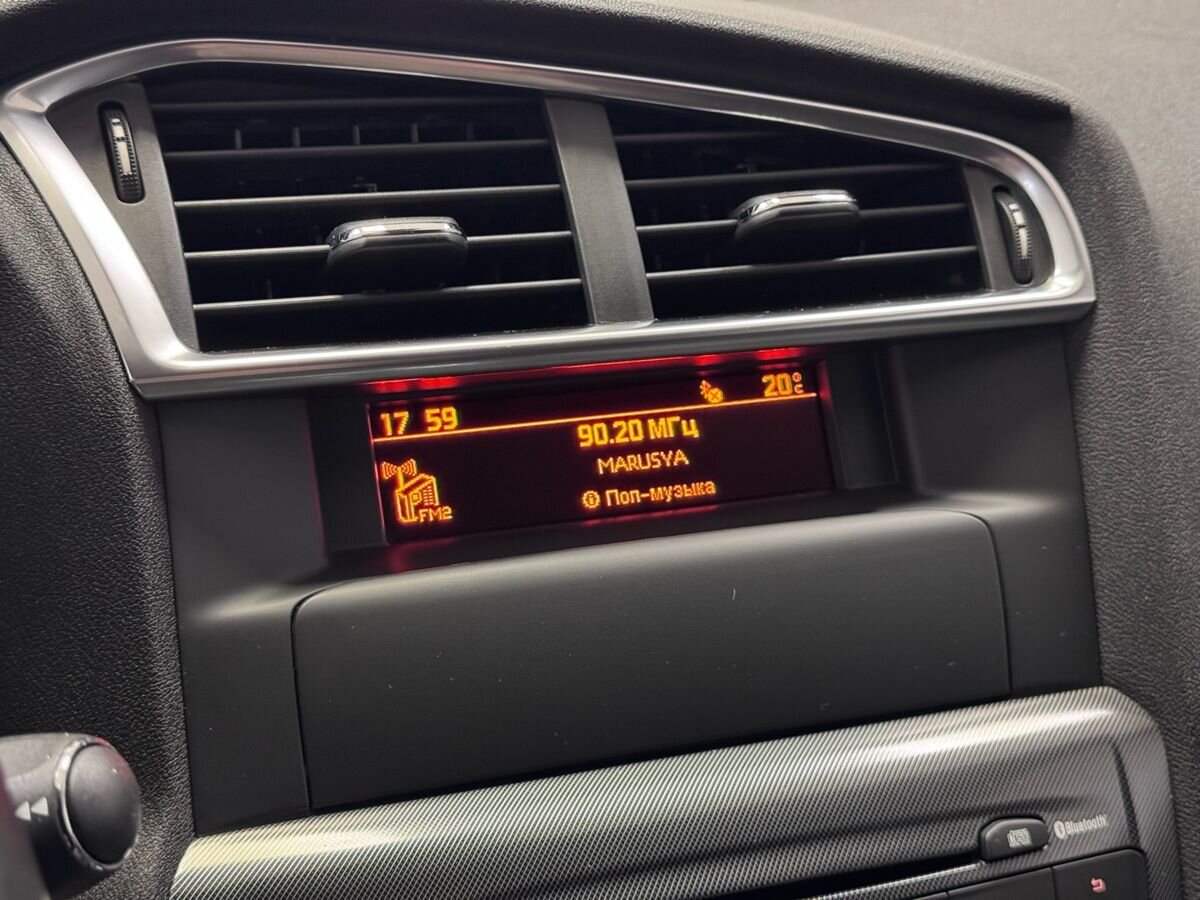 17 59
20°C
90.20 МГц
MARUSYA
FM2
Поп-музыка
Bluetooth